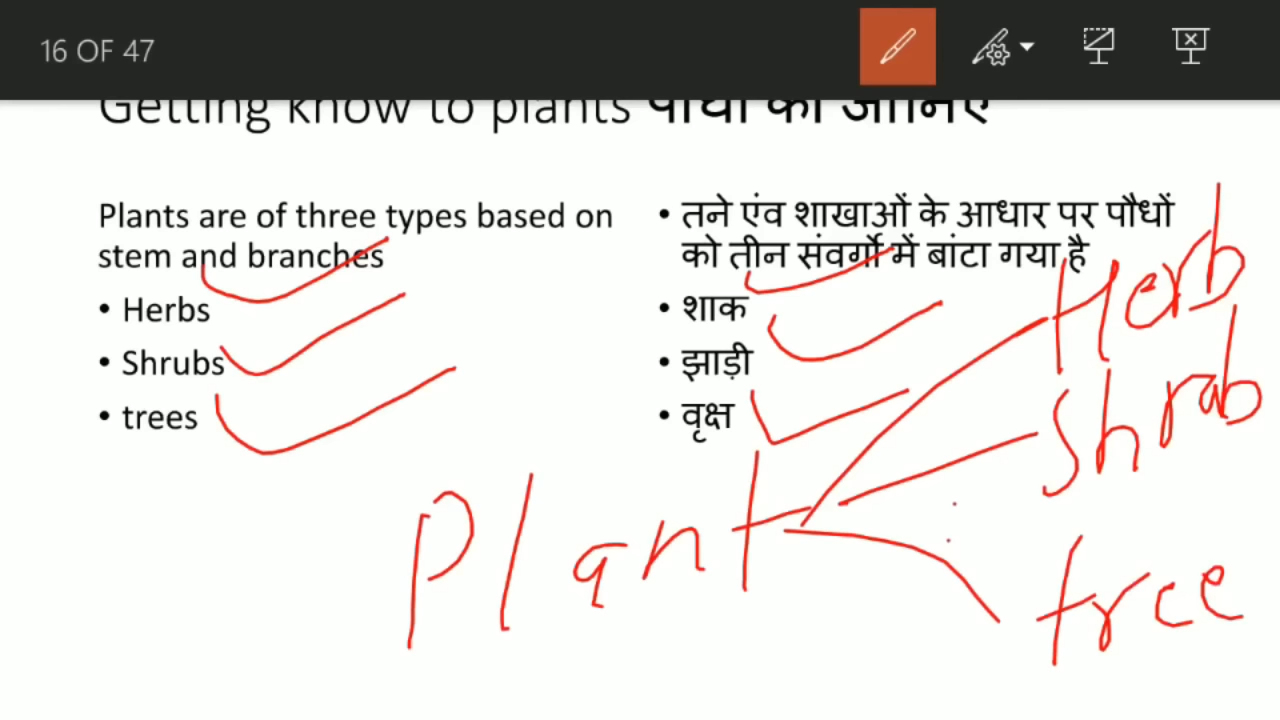 16 OF 47
Getting know to plants पौधों को जानिए
Plants are of three types based on
stem and branches
• Herbs
• Shrubs
• trees
• तने एंव शाखाओं के आधार पर पौधों
को तीन संवर्गो में बांटा गया है
• शाक
• झाड़ी
• वृक्ष
Plant
Herb
Shrab
tree